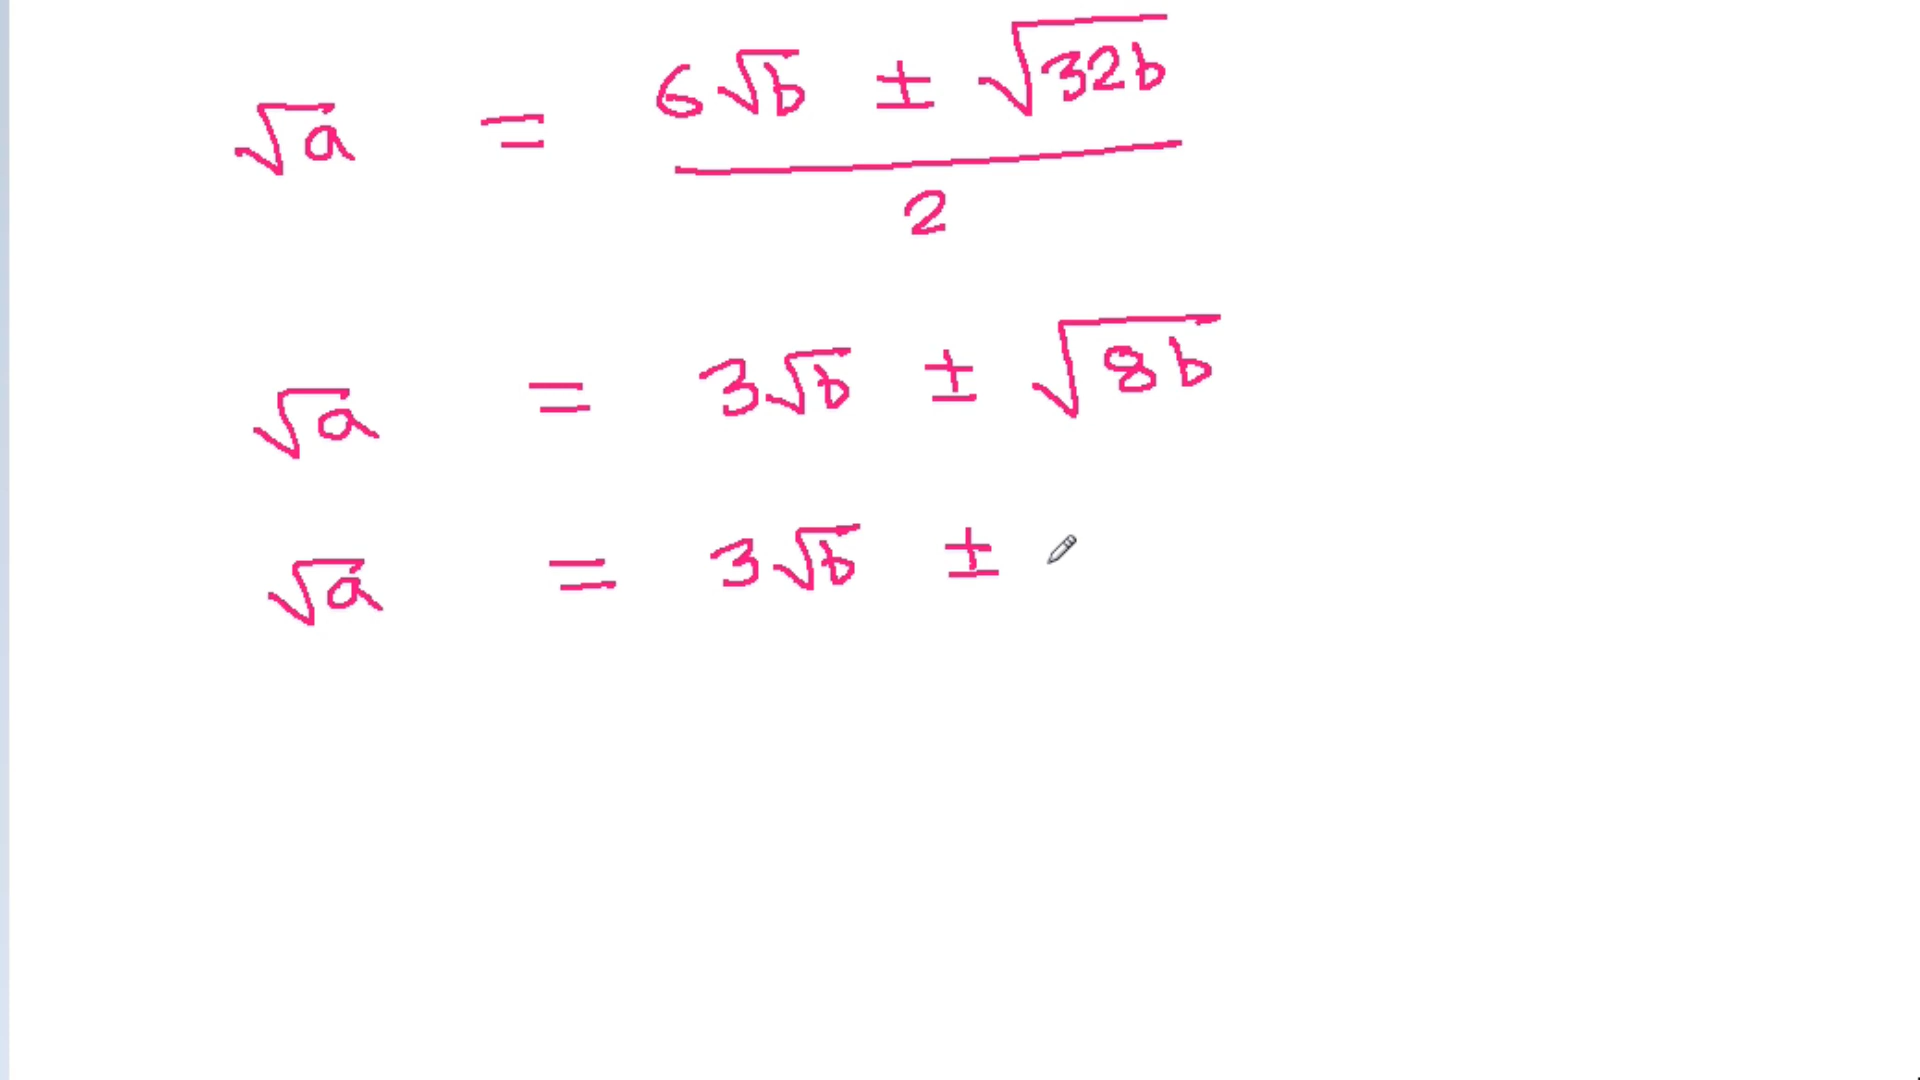 √a = (6√b ± √32b) / 2
√a = 3√b ± √8b
√a = 3√b ±